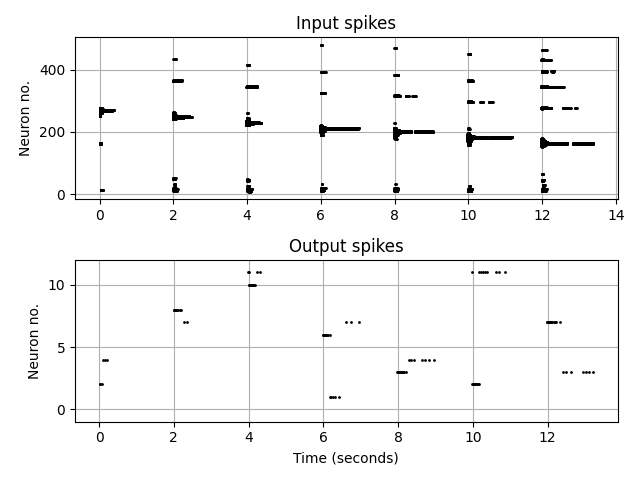 Input spikes
Neuron no.
400
200
0
0 2 4 6 8 10 12 14
Output spikes
Neuron no.
10
5
0
0 2 4 6 8 10 12
Time (seconds)